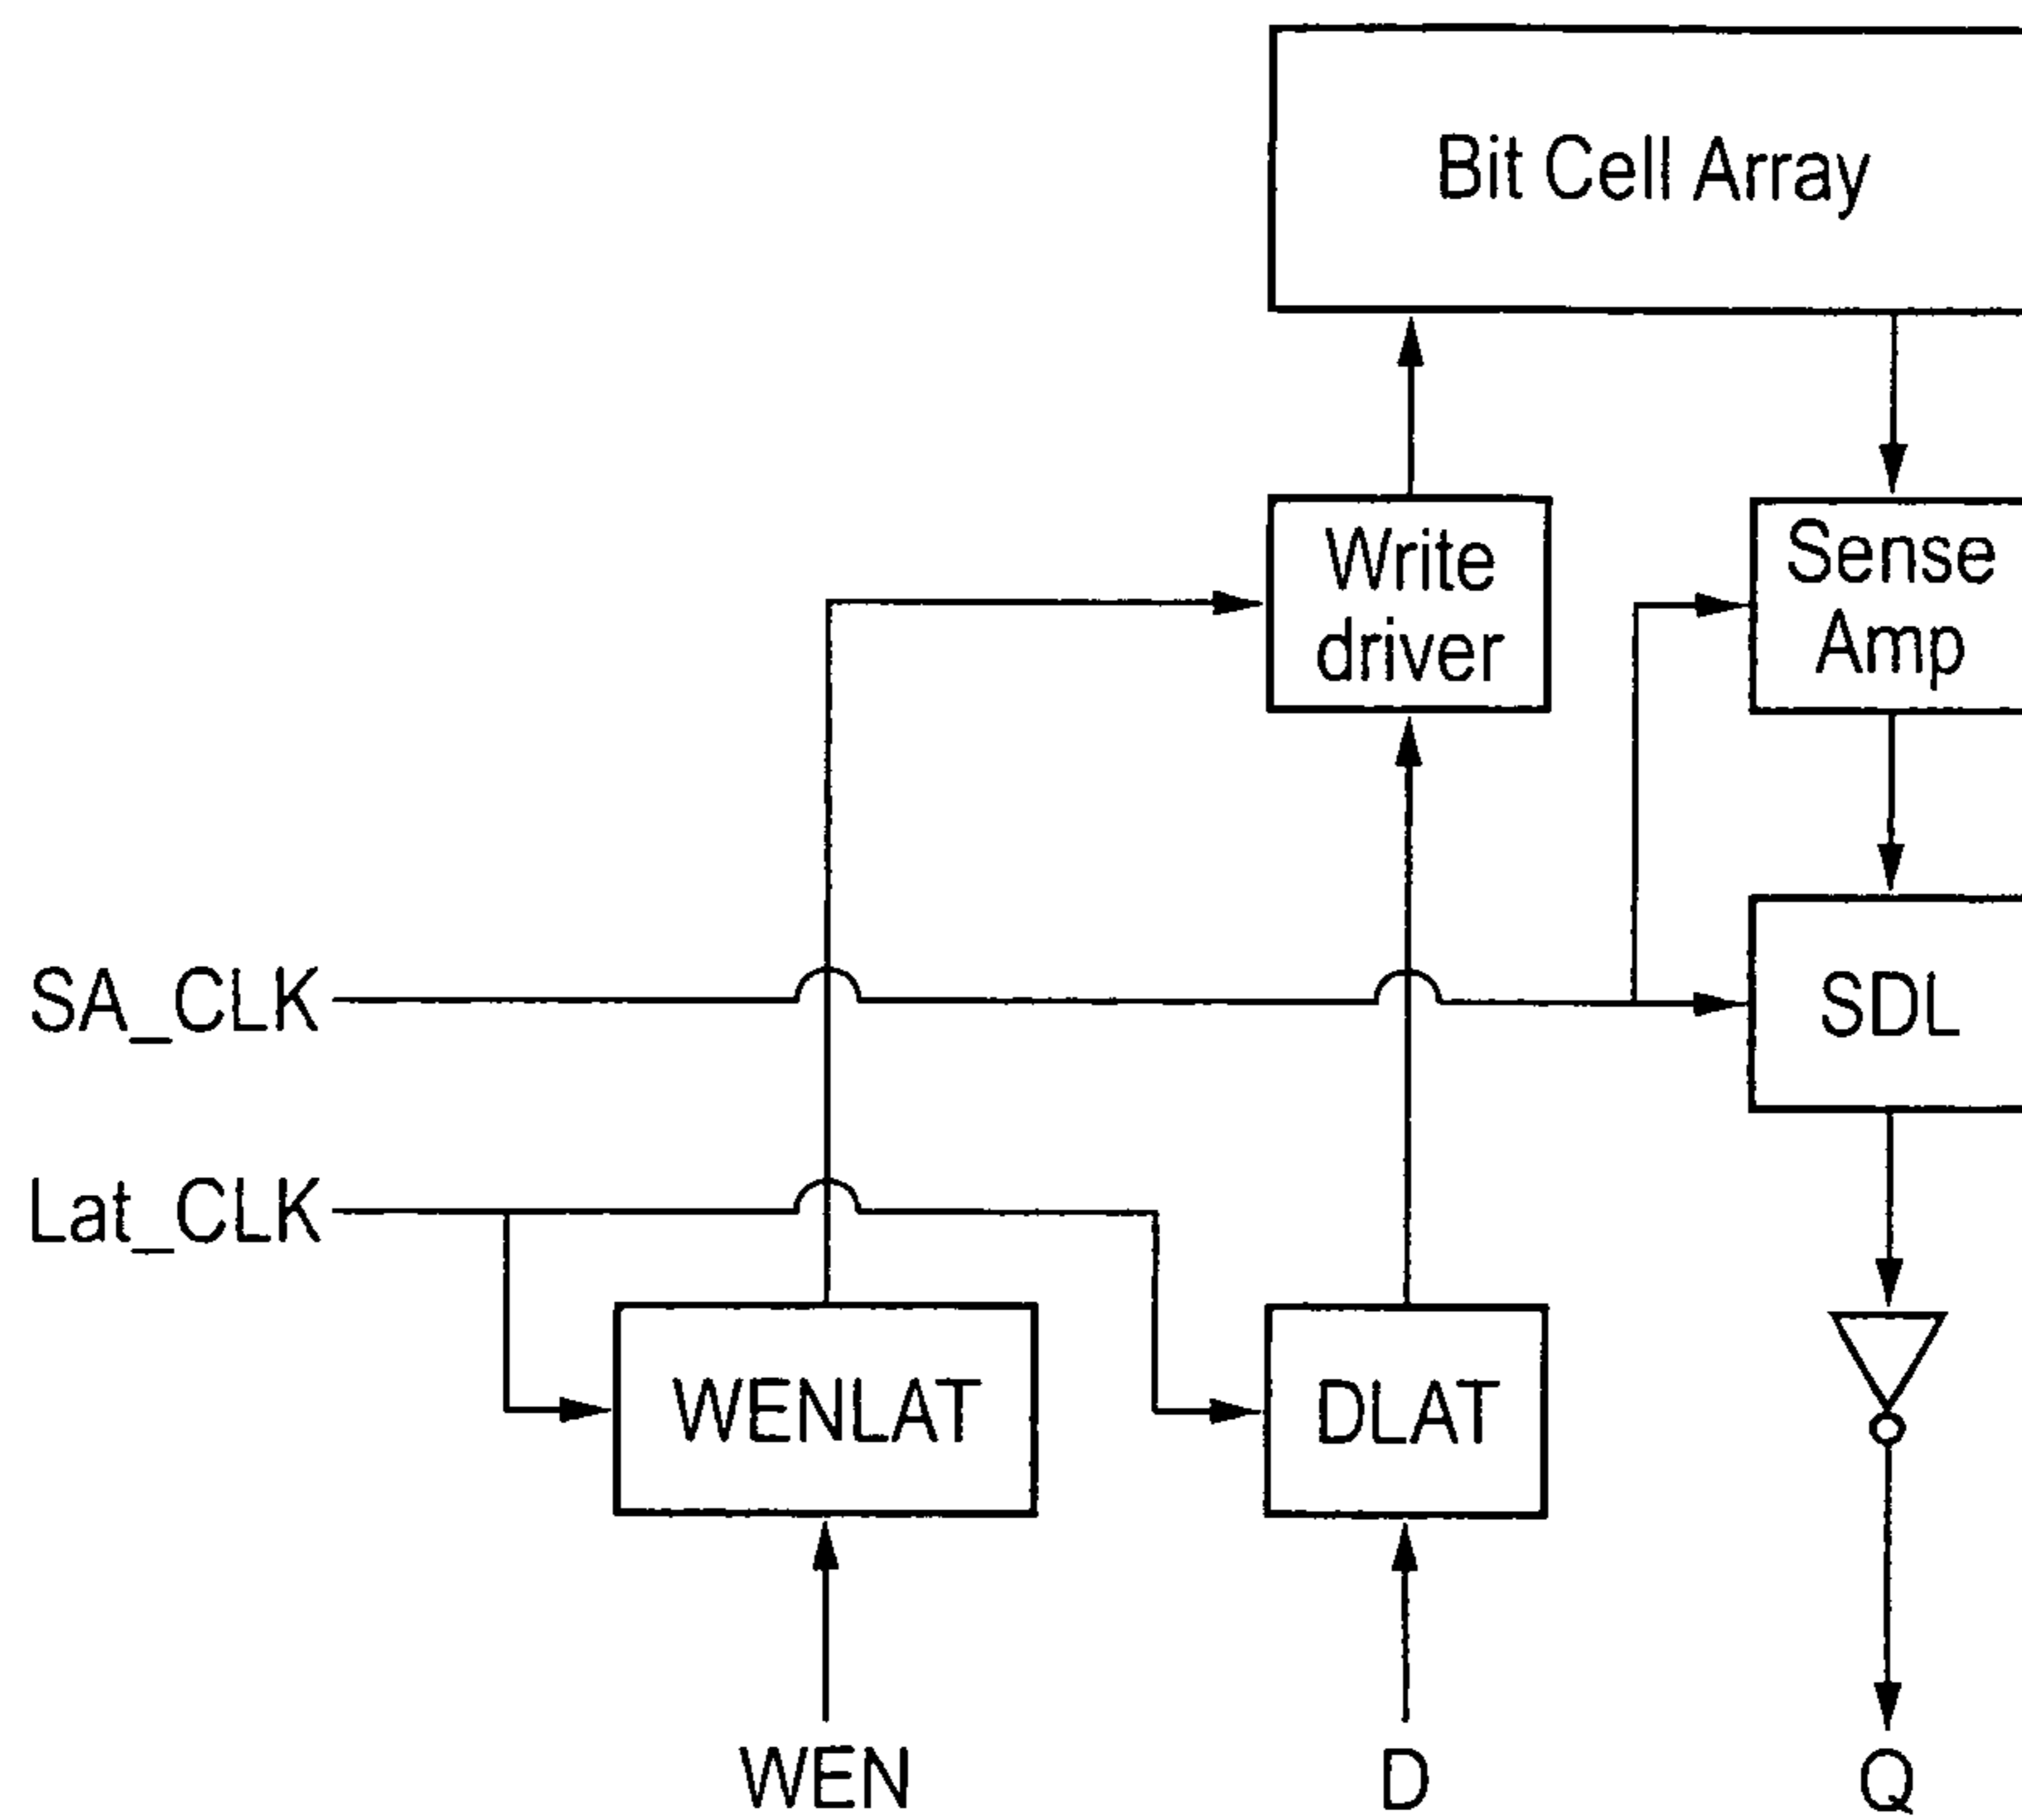 Bit Cell Array
Write
driver
Sense
Amp
SA_CLK
SDL
Lat_CLK
WENLAT
DLAT
WEN
D
Q